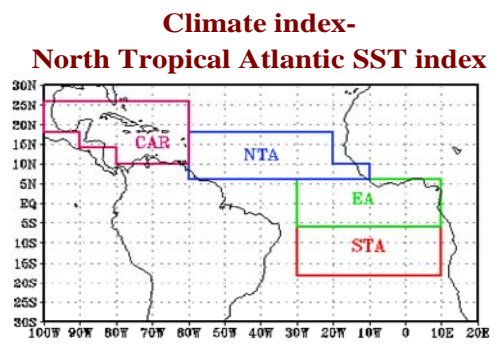 Climate index-
North Tropical Atlantic SST index
30N
25N
20N
15N
10N
5N
EQ
5S
10S
15S
20S
25S
30S
CAR
NTA
EA
STA
100W 90W 80W 70W 60W 50W 40W 30W 20W 10W 0 10E 20E